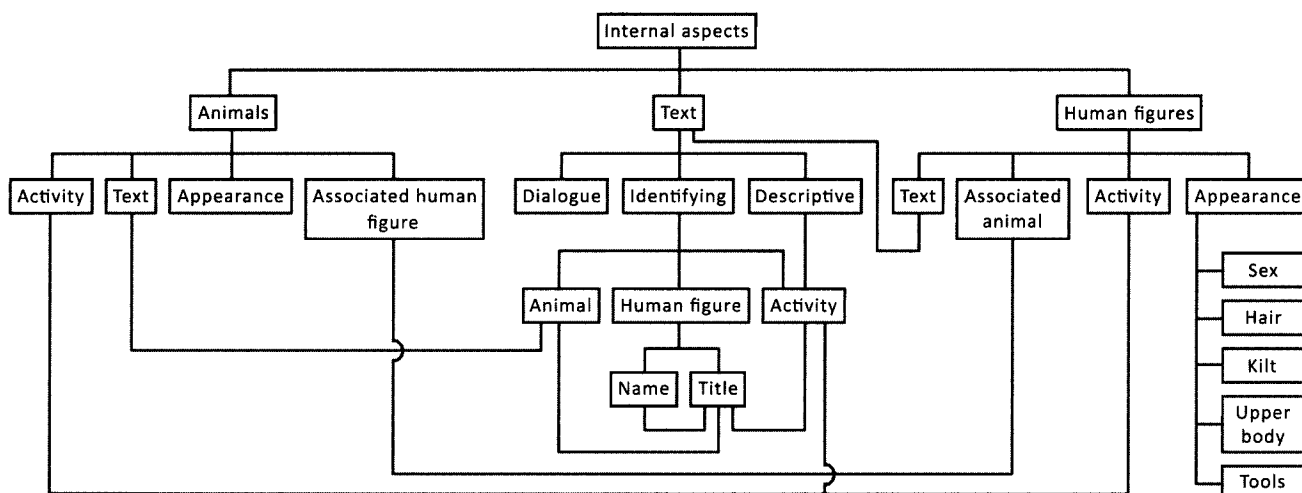 Internal aspects
Animals
Text
Human figures
Activity
Text
Appearance
Associated human
figure
Dialogue
Identifying
Descriptive
Text
Associated
animal
Activity
Appearance
Sex
Animal
Human figure
Activity
Hair
Kilt
Name
Title
Upper
body
Tools